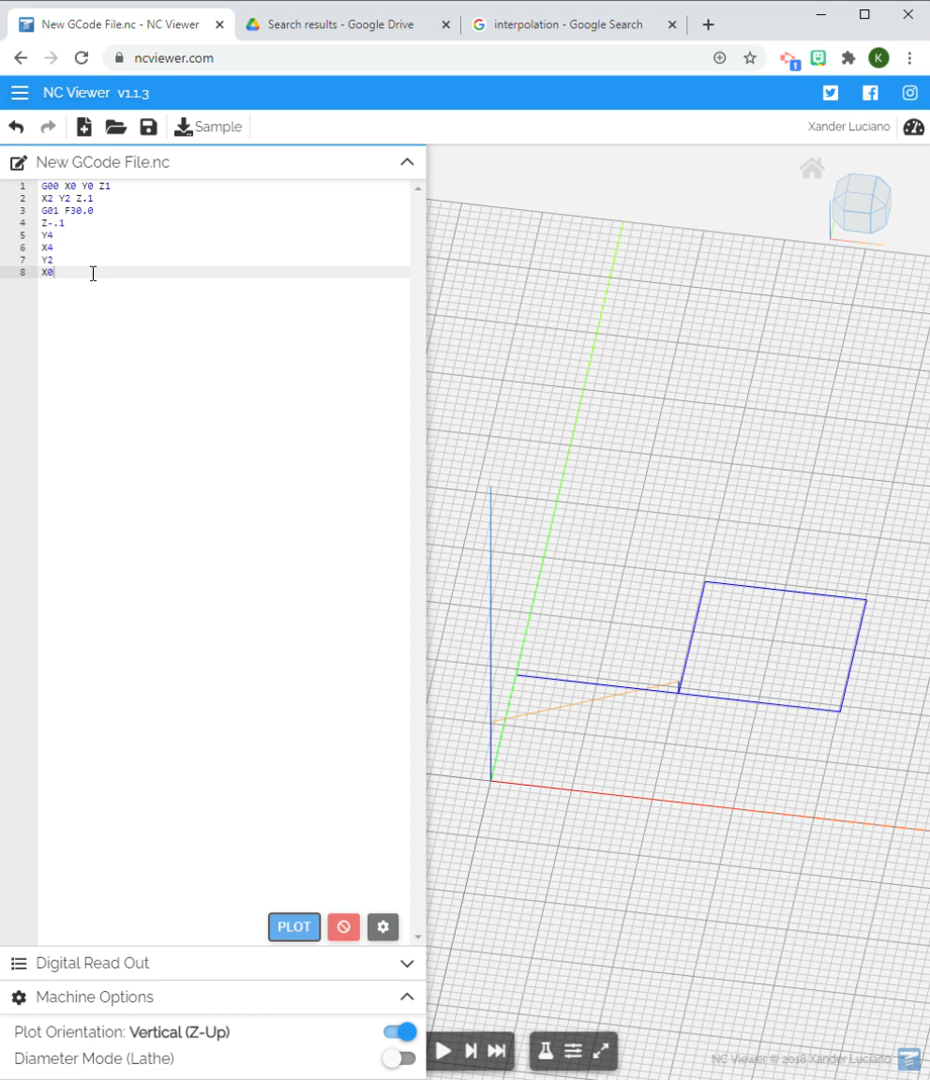 New GCode File.nc - NC Viewer
Search results - Google Drive
interpolation - Google Search
ncviewer.com
1
K
NC Viewer v1.1.3
Sample
Xander Luciano
New GCode File.nc
1 G00 X0 Y0 Z1
2 X2 Y2 Z.1
3 G01 F30.0
4 Z-.1
5 Y4
6 X4
7 Y2
8 X0
PLOT
Digital Read Out
Machine Options
Plot Orientation: Vertical (Z-Up)
Diameter Mode (Lathe)
NC Viewer © 2018 Xander Luciano